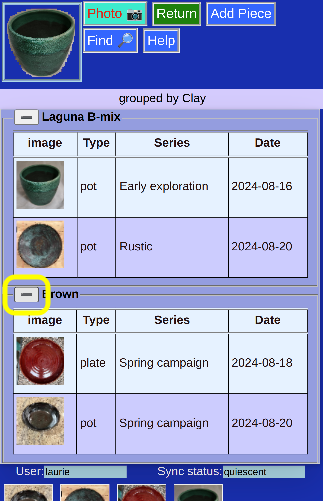 Photo 📷 Return Add Piece
Find 🔎 Help
grouped by Clay
Laguna B-mix
image Type Series Date
pot Early exploration 2024-08-16
pot Rustic 2024-08-20
Brown
image Type Series Date
plate Spring campaign 2024-08-18
pot Spring campaign 2024-08-20
User: laurie Sync status: quiescent